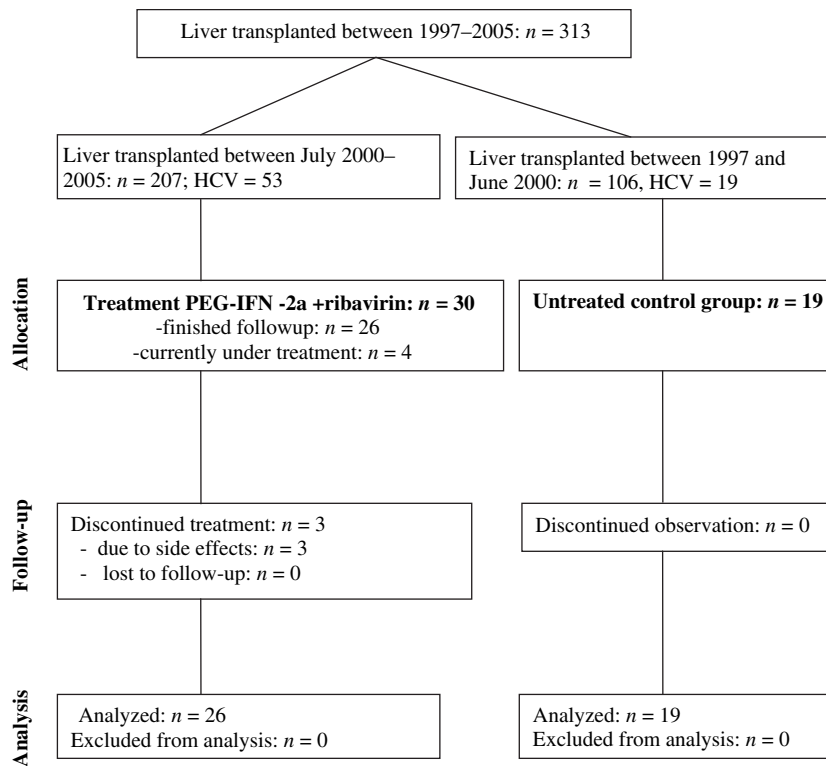 Liver transplanted between 1997–2005: n = 313
Liver transplanted between July 2000–
2005: n = 207; HCV = 53
Liver transplanted between 1997 and
June 2000: n = 106, HCV = 19
Allocation
Treatment PEG-IFN -2a +ribavirin: n = 30
-finished followup: n = 26
-currently under treatment: n = 4
Untreated control group: n = 19
Follow-up
Discontinued treatment: n = 3
- due to side effects: n = 3
- lost to follow-up: n = 0
Discontinued observation: n = 0
Analysis
Analyzed: n = 26
Excluded from analysis: n = 0
Analyzed: n = 19
Excluded from analysis: n = 0